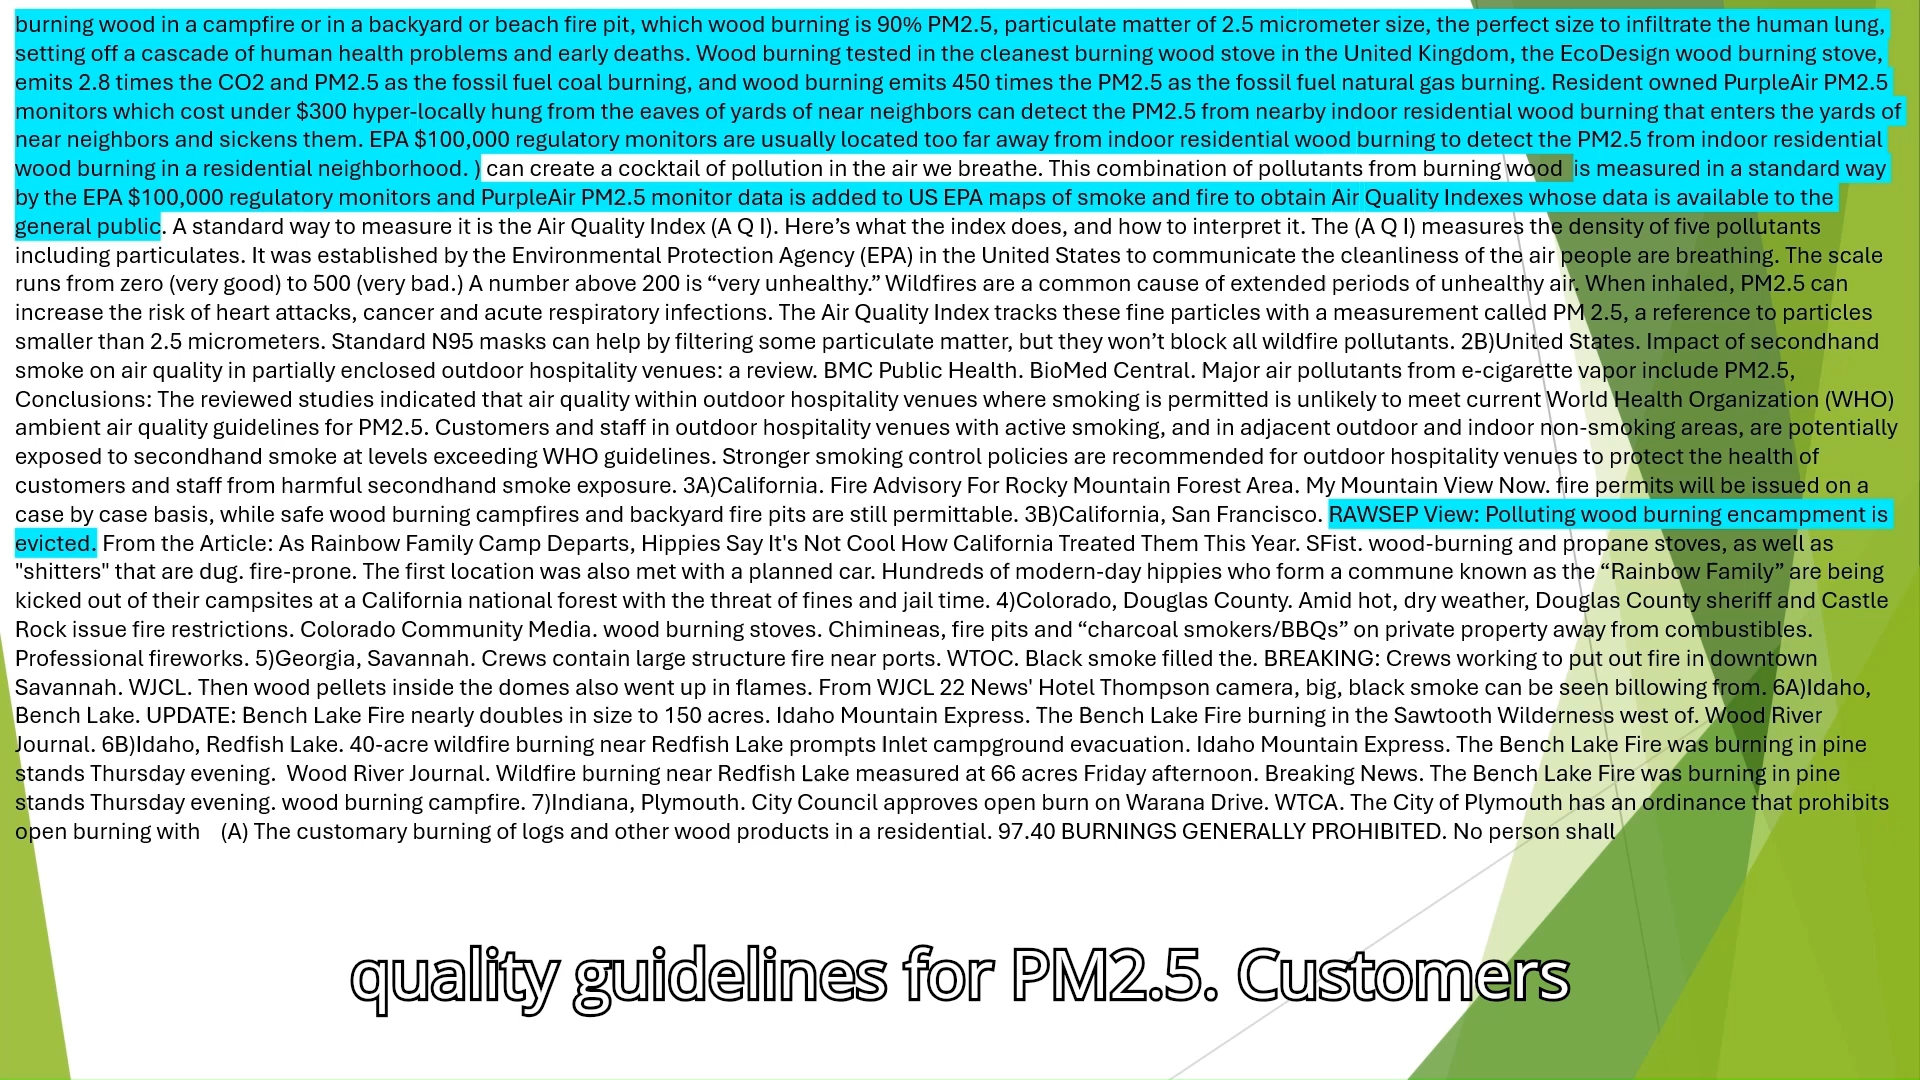 burning wood in a campfire or in a backyard or beach fire pit, which wood burning is 90% PM2.5, particulate matter of 2.5 micrometer size, the perfect size to infiltrate the human lung,
setting off a cascade of human health problems and early deaths. Wood burning tested in the cleanest burning wood stove in the United Kingdom, the EcoDesign wood burning stove,
emits 2.8 times the CO2 and PM2.5 as the fossil fuel coal burning, and wood burning emits 450 times the PM2.5 as the fossil fuel natural gas burning. Resident owned PurpleAir PM2.5
monitors which cost under $300 hyper-locally hung from the eaves of yards of near neighbors can detect the PM2.5 from nearby indoor residential wood burning that enters the yards of
near neighbors and sickens them. EPA $100,000 regulatory monitors are usually located too far away from indoor residential wood burning to detect the PM2.5 from indoor residential
wood burning in a residential neighborhood. ) can create a cocktail of pollution in the air we breathe. This combination of pollutants from burning wood is measured in a standard way
by the EPA $100,000 regulatory monitors and PurpleAir PM2.5 monitor data is added to US EPA maps of smoke and fire to obtain Air Quality Indexes whose data is available to the
general public. A standard way to measure it is the Air Quality Index (A Q I). Here’s what the index does, and how to interpret it. The (A Q I) measures the density of five pollutants
including particulates. It was established by the Environmental Protection Agency (EPA) in the United States to communicate the cleanliness of the air people are breathing. The scale
runs from zero (very good) to 500 (very bad.) A number above 200 is “very unhealthy.” Wildfires are a common cause of extended periods of unhealthy air. When inhaled, PM2.5 can
increase the risk of heart attacks, cancer and acute respiratory infections. The Air Quality Index tracks these fine particles with a measurement called PM 2.5, a reference to particles
smaller than 2.5 micrometers. Standard N95 masks can help by filtering some particulate matter, but they won’t block all wildfire pollutants. 2B)United States. Impact of secondhand
smoke on air quality in partially enclosed outdoor hospitality venues: a review. BMC Public Health. BioMed Central. Major air pollutants from e-cigarette vapor include PM2.5,
Conclusions: The reviewed studies indicated that air quality within outdoor hospitality venues where smoking is permitted is unlikely to meet current World Health Organization (WHO)
ambient air quality guidelines for PM2.5. Customers and staff in outdoor hospitality venues with active smoking, and in adjacent outdoor and indoor non-smoking areas, are potentially
exposed to secondhand smoke at levels exceeding WHO guidelines. Stronger smoking control policies are recommended for outdoor hospitality venues to protect the health of
customers and staff from harmful secondhand smoke exposure. 3A)California. Fire Advisory For Rocky Mountain Forest Area. My Mountain View Now. fire permits will be issued on a
case by case basis, while safe wood burning campfires and backyard fire pits are still permittable. 3B)California, San Francisco. RAWSEP View: Polluting wood burning encampment is
evicted. From the Article: As Rainbow Family Camp Departs, Hippies Say It's Not Cool How California Treated Them This Year. SFist. wood-burning and propane stoves, as well as
"shitters" that are dug. fire-prone. The first location was also met with a planned car. Hundreds of modern-day hippies who form a commune known as the “Rainbow Family” are being
kicked out of their campsites at a California national forest with the threat of fines and jail time. 4)Colorado, Douglas County. Amid hot, dry weather, Douglas County sheriff and Castle
Rock issue fire restrictions. Colorado Community Media. wood burning stoves. Chimineas, fire pits and “charcoal smokers/BBQs” on private property away from combustibles.
Professional fireworks. 5)Georgia, Savannah. Crews contain large structure fire near ports. WTOC. Black smoke filled the. BREAKING: Crews working to put out fire in downtown
Savannah. WJCL. Then wood pellets inside the domes also went up in flames. From WJCL 22 News' Hotel Thompson camera, big, black smoke can be seen billowing from. 6A)Idaho,
Bench Lake. UPDATE: Bench Lake Fire nearly doubles in size to 150 acres. Idaho Mountain Express. The Bench Lake Fire burning in the Sawtooth Wilderness west of. Wood River
Journal. 6B)Idaho, Redfish Lake. 40-acre wildfire burning near Redfish Lake prompts Inlet campground evacuation. Idaho Mountain Express. The Bench Lake Fire was burning in pine
stands Thursday evening. Wood River Journal. Wildfire burning near Redfish Lake measured at 66 acres Friday afternoon. Breaking News. The Bench Lake Fire was burning in pine
stands Thursday evening. wood burning campfire. 7)Indiana, Plymouth. City Council approves open burn on Warana Drive. WTCA. The City of Plymouth has an ordinance that prohibits
open burning with (A) The customary burning of logs and other wood products in a residential. 97.40 BURNINGS GENERALLY PROHIBITED. No person shall
quality guidelines for PM2.5. Customers